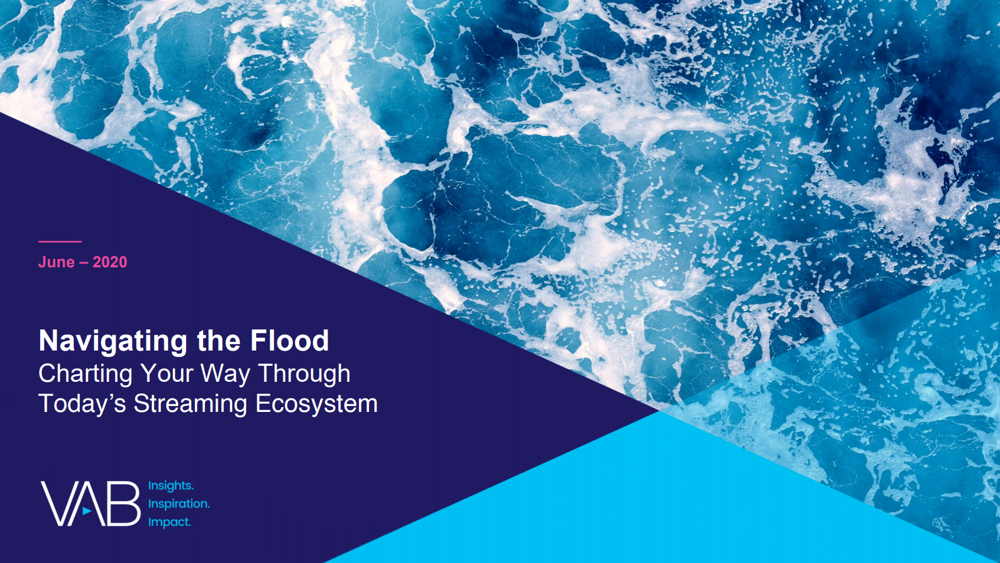 June – 2020
Navigating the Flood
Charting Your Way Through
Today’s Streaming Ecosystem
VAB
Insights.
Inspiration.
Impact.